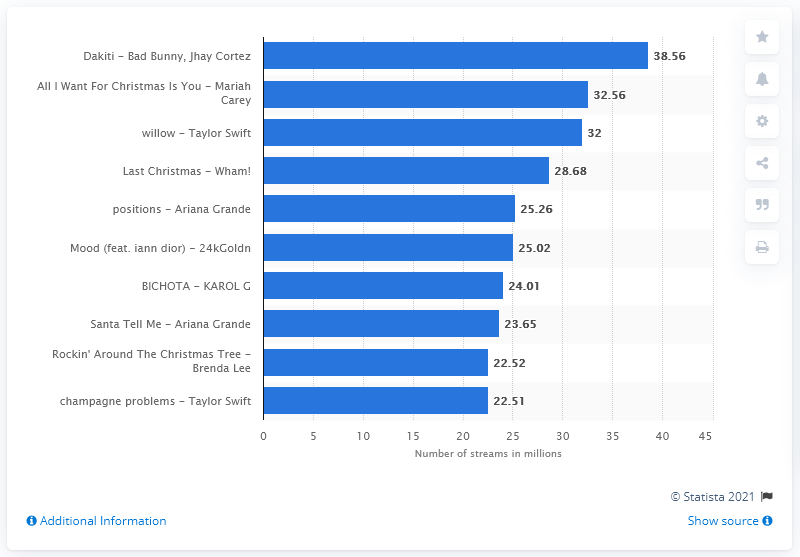 Dakiti – Bad Bunny, Jhay Cortez
38.56
All I Want For Christmas Is You – Mariah
Carey
32.56
willow – Taylor Swift
32
Last Christmas – Wham!
28.68
positions – Ariana Grande
25.26
Mood (feat. iann dior) – 24kGoldn
25.02
BICHOTA – KAROL G
24.01
Santa Tell Me – Ariana Grande
23.65
Rockin' Around The Christmas Tree –
Brenda Lee
22.52
champagne problems – Taylor Swift
22.51
0 5 10 15 20 25 30 35 40 45
Number of streams in millions
© Statista 2021
Additional Information
Show source